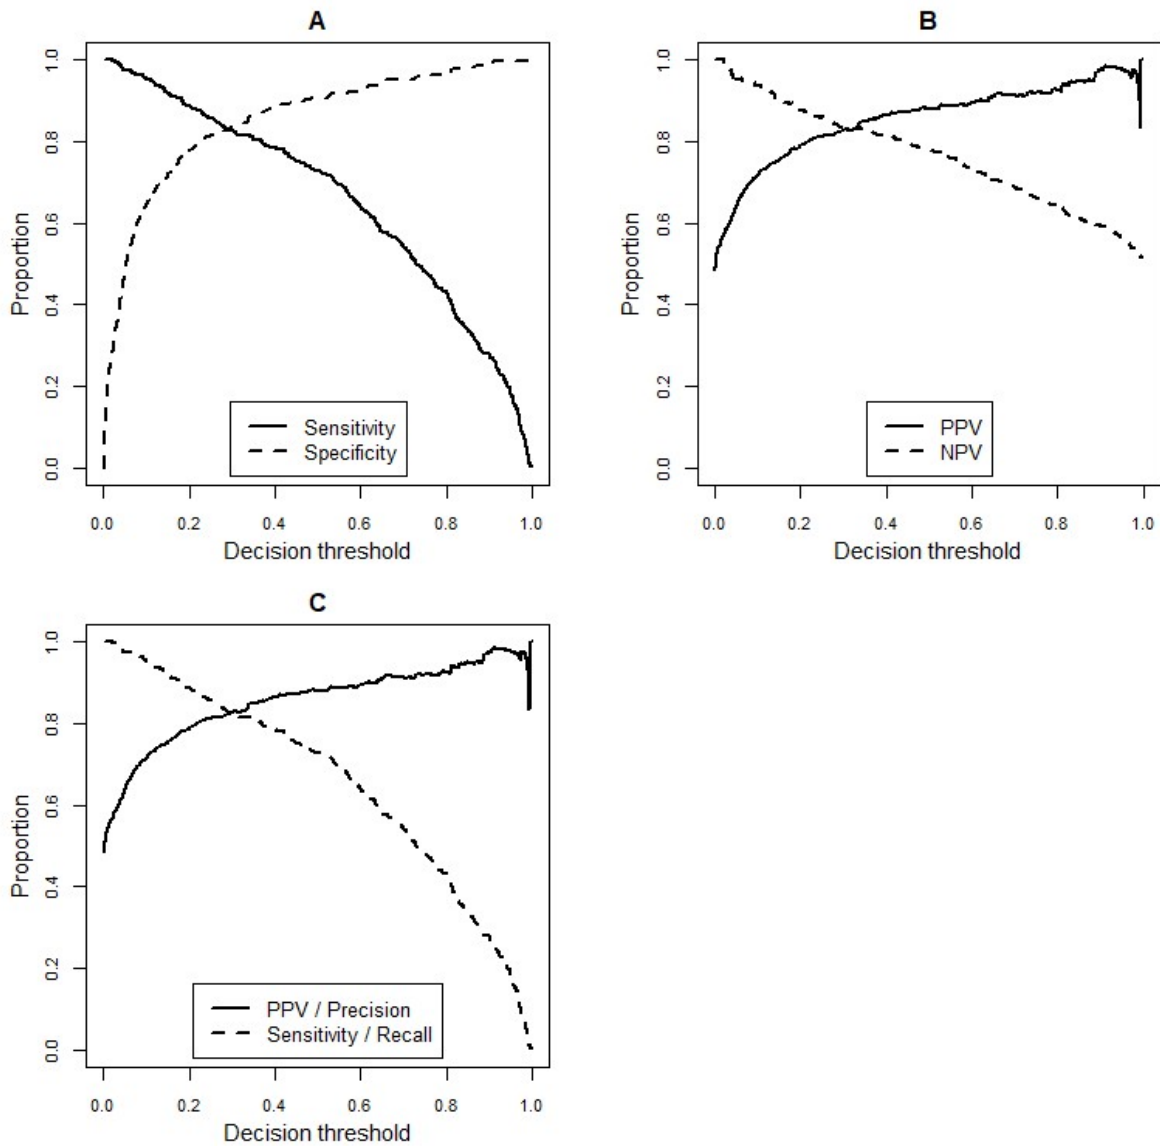 A
Proportion
1.0
0.8
0.6
0.4
0.2
0.0
Sensitivity
Specificity
0.0 0.2 0.4 0.6 0.8 1.0
Decision threshold
B
Proportion
1.0
0.8
0.6
0.4
0.2
0.0
PPV
NPV
0.0 0.2 0.4 0.6 0.8 1.0
Decision threshold
C
Proportion
1.0
0.8
0.6
0.4
0.2
0.0
PPV / Precision
Sensitivity / Recall
0.0 0.2 0.4 0.6 0.8 1.0
Decision threshold